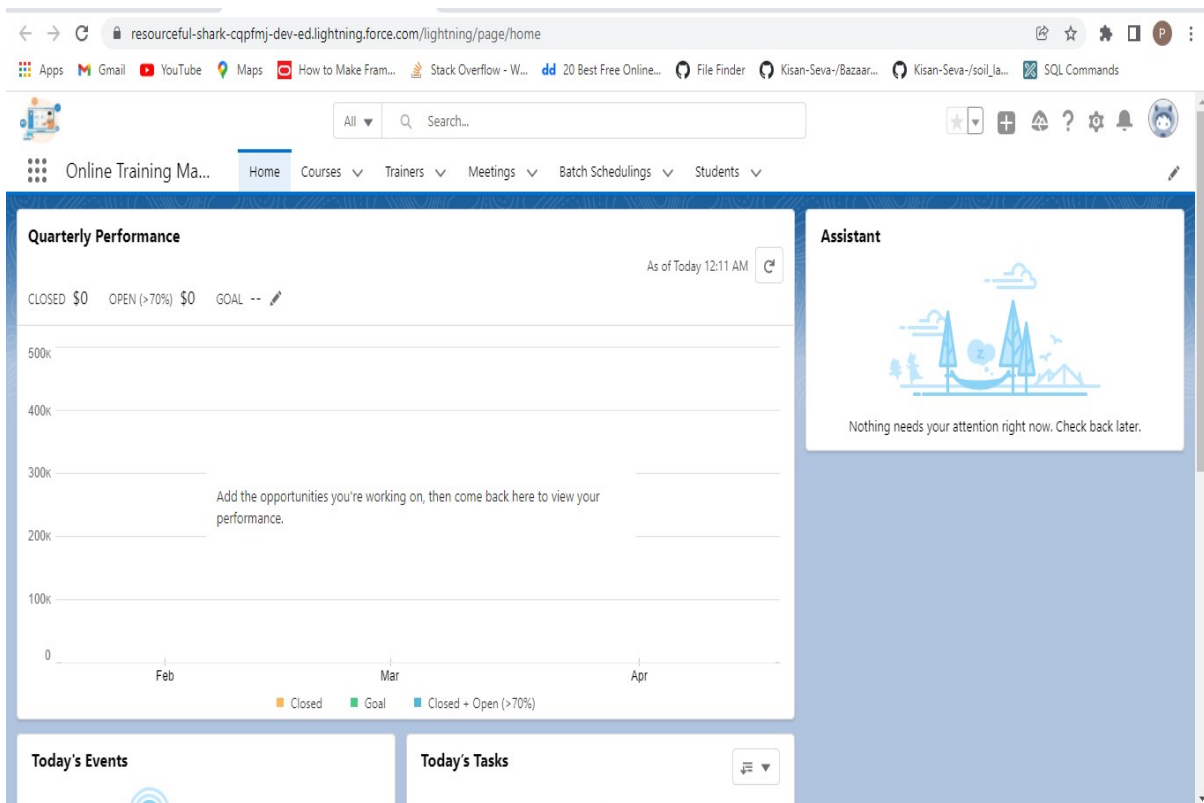 resourceful-shark-cqpfmj-dev-ed.lightning.force.com/lightning/page/home
P
Apps Gmail YouTube Maps How to Make Fram... Stack Overflow - W... dd 20 Best Free Online... File Finder Kisan-Seva-/Bazaar... Kisan-Seva-/soil_la... SQL Commands
All Search...
Online Training Ma... Home Courses Trainers Meetings Batch Schedulings Students
Quarterly Performance
As of Today 12:11 AM
CLOSED $0 OPEN (>70%) $0 GOAL --
500K
400K
300K
Add the opportunities you're working on, then come back here to view your
performance.
200K
100K
0
Feb Mar Apr
Closed Goal Closed + Open (>70%)
Assistant
z
Nothing needs your attention right now. Check back later.
Today's Events
Today's Tasks